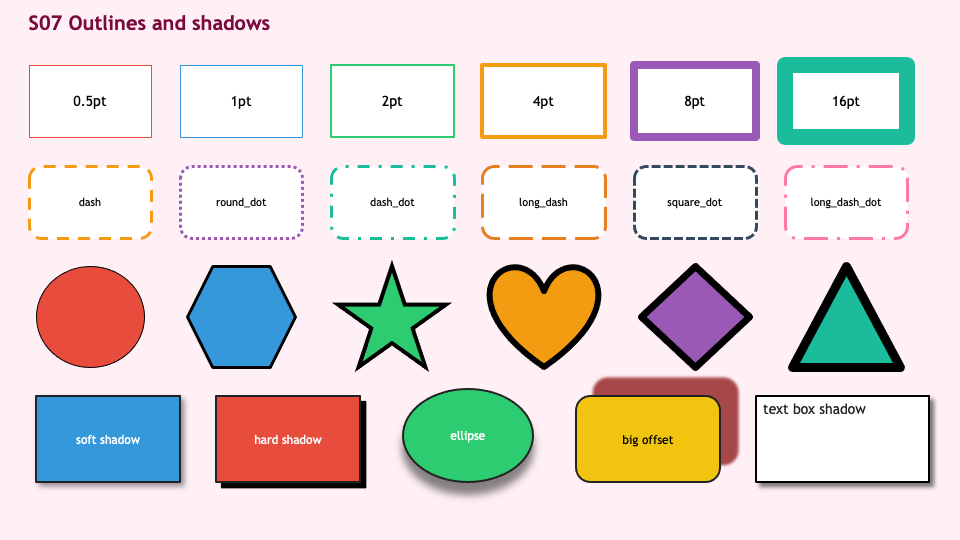 S07 Outlines and shadows
0.5pt
1pt
2pt
4pt
8pt
16pt
dash
round_dot
dash_dot
long_dash
square_dot
long_dash_dot
soft shadow
hard shadow
ellipse
big offset
text box shadow